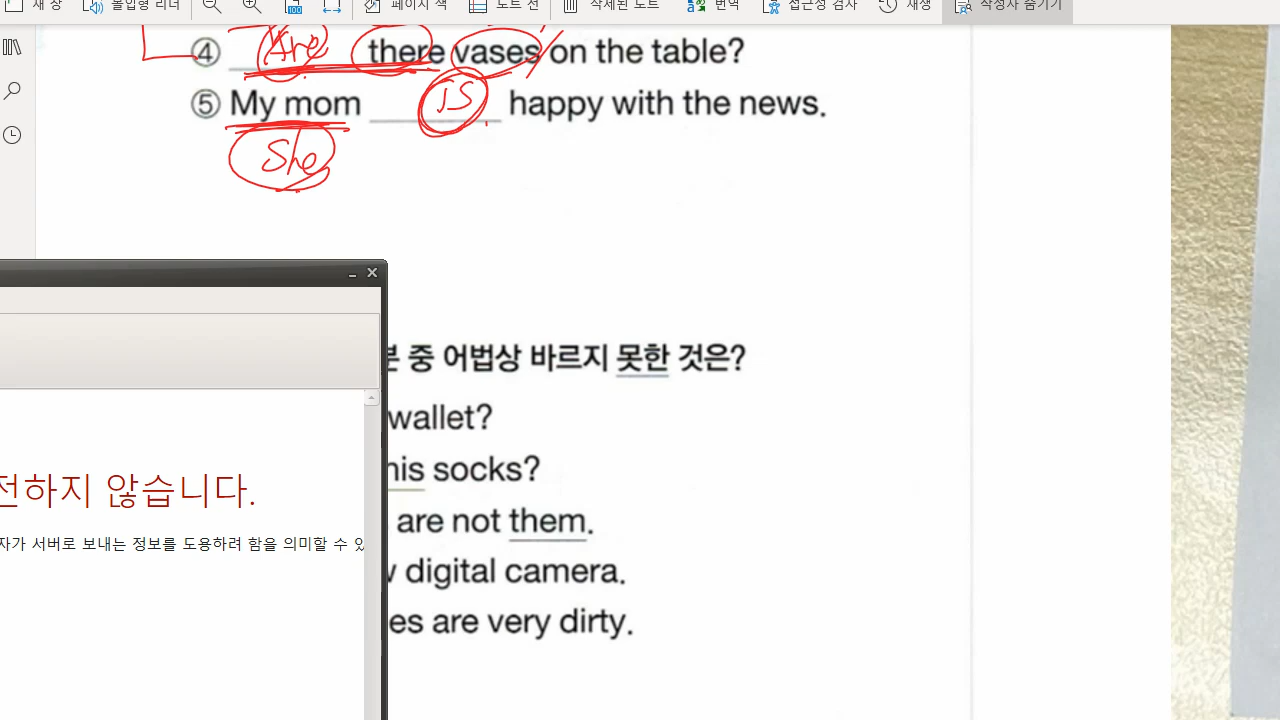 새 창 몰입형 리더 100 페이지 색 노트 전 삭제된 노트 번역 접근성 검사 재생 작성자 숨기기
④ Are there vases on the table?
⑤ My mom is happy with the news.
She
중 어법상 바르지 못한 것은?
wallet?
his socks?
are not them.
digital camera.
es are very dirty.
전하지 않습니다.
자가 서버로 보내는 정보를 도용하려 함을 의미할 수 있